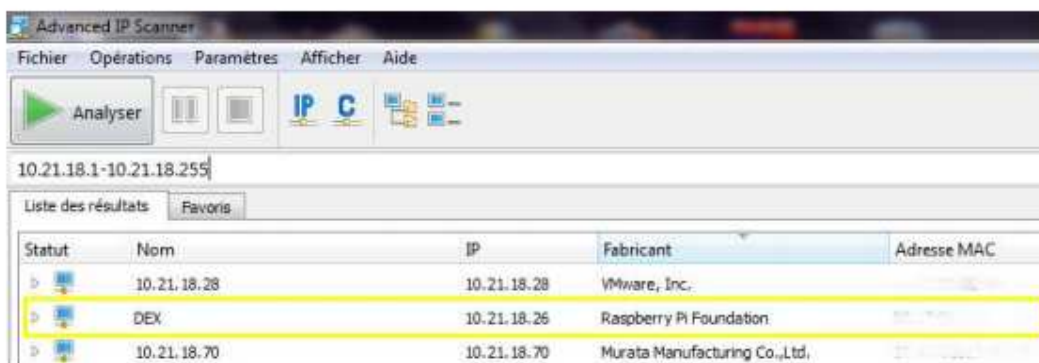 Advanced IP Scanner
Fichier Opérations Paramètres Afficher Aide
Analyser IP C
10.21.18.1-10.21.18.255
Liste des résultats Favoris
Statut Nom IP Fabricant Adresse MAC
10.21.18.28 10.21.18.28 VMware, Inc.
DEX 10.21.18.26 Raspberry Pi Foundation
10.21.18.70 10.21.18.70 Murata Manufacturing Co.,Ltd.